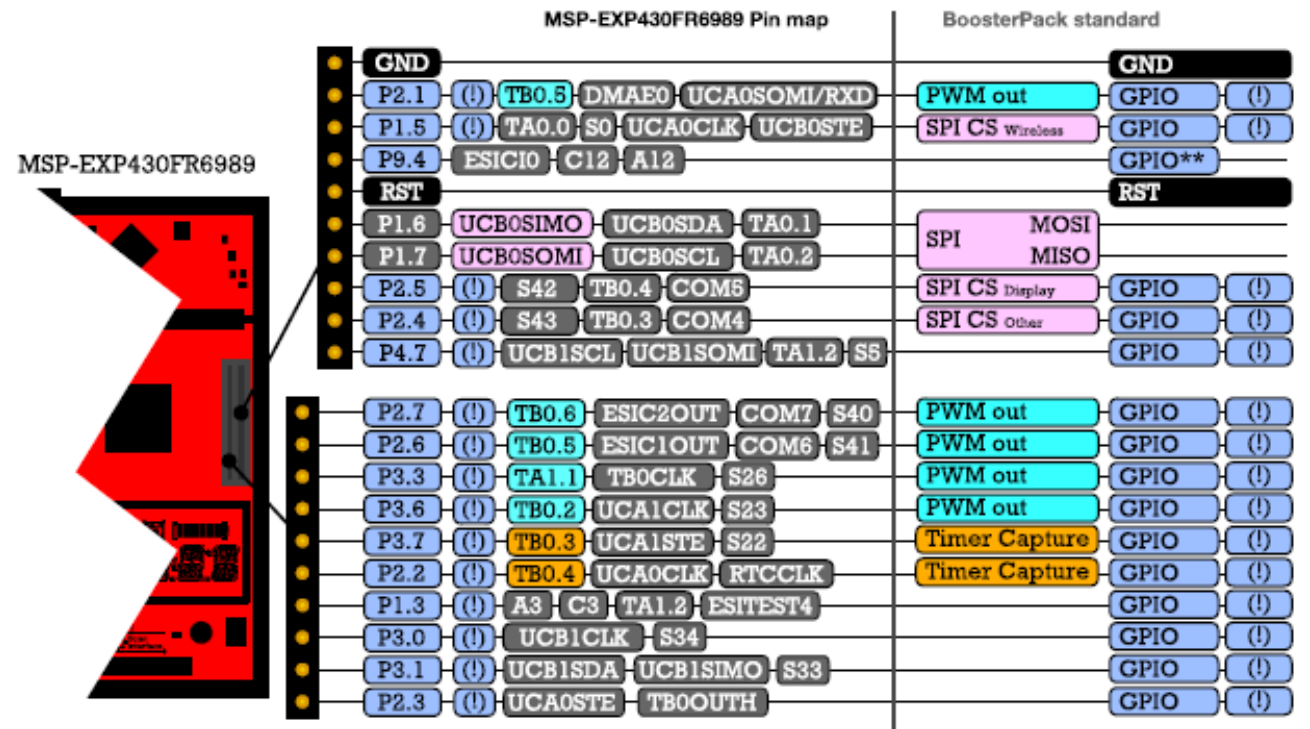 MSP-EXP430FR6989 Pin map BoosterPack standard
MSP-EXP430FR6989
GND GND
P2.1 (!) TB0.5 DMAE0 UCA0SOMI/RXD PWM out GPIO (!)
P1.5 (!) TA0.0 S0 UCA0CLK UCB0STE SPI CS Wireless GPIO (!)
P9.4 ESICI0 C12 A12 GPIO**
RST RST
P1.6 UCB0SIMO UCB0SDA TA0.1 SPI MOSI
P1.7 UCB0SOMI UCB0SCL TA0.2 MISO
P2.5 (!) S42 TB0.4 COM5 SPI CS Display GPIO (!)
P2.4 (!) S43 TB0.3 COM4 SPI CS Other GPIO (!)
P4.7 (!) UCB1SCL UCB1SOMI TA1.2 S5 GPIO (!)
P2.7 (!) TB0.6 ESIC2OUT COM7 S40 PWM out GPIO (!)
P2.6 (!) TB0.5 ESIC1OUT COM6 S41 PWM out GPIO (!)
P3.3 (!) TA1.1 TB0CLK S26 PWM out GPIO (!)
P3.6 (!) TB0.2 UCA1CLK S23 PWM out GPIO (!)
P3.7 (!) TB0.3 UCA1STE S22 Timer Capture GPIO (!)
P2.2 (!) TB0.4 UCA0CLK RTCCLK Timer Capture GPIO (!)
P1.3 (!) A3 C3 TA1.2 ESITEST4 GPIO (!)
P3.0 (!) UCB1CLK S34 GPIO (!)
P3.1 (!) UCB1SDA UCB1SIMO S33 GPIO (!)
P2.3 (!) UCA0STE TB0OUTH GPIO (!)